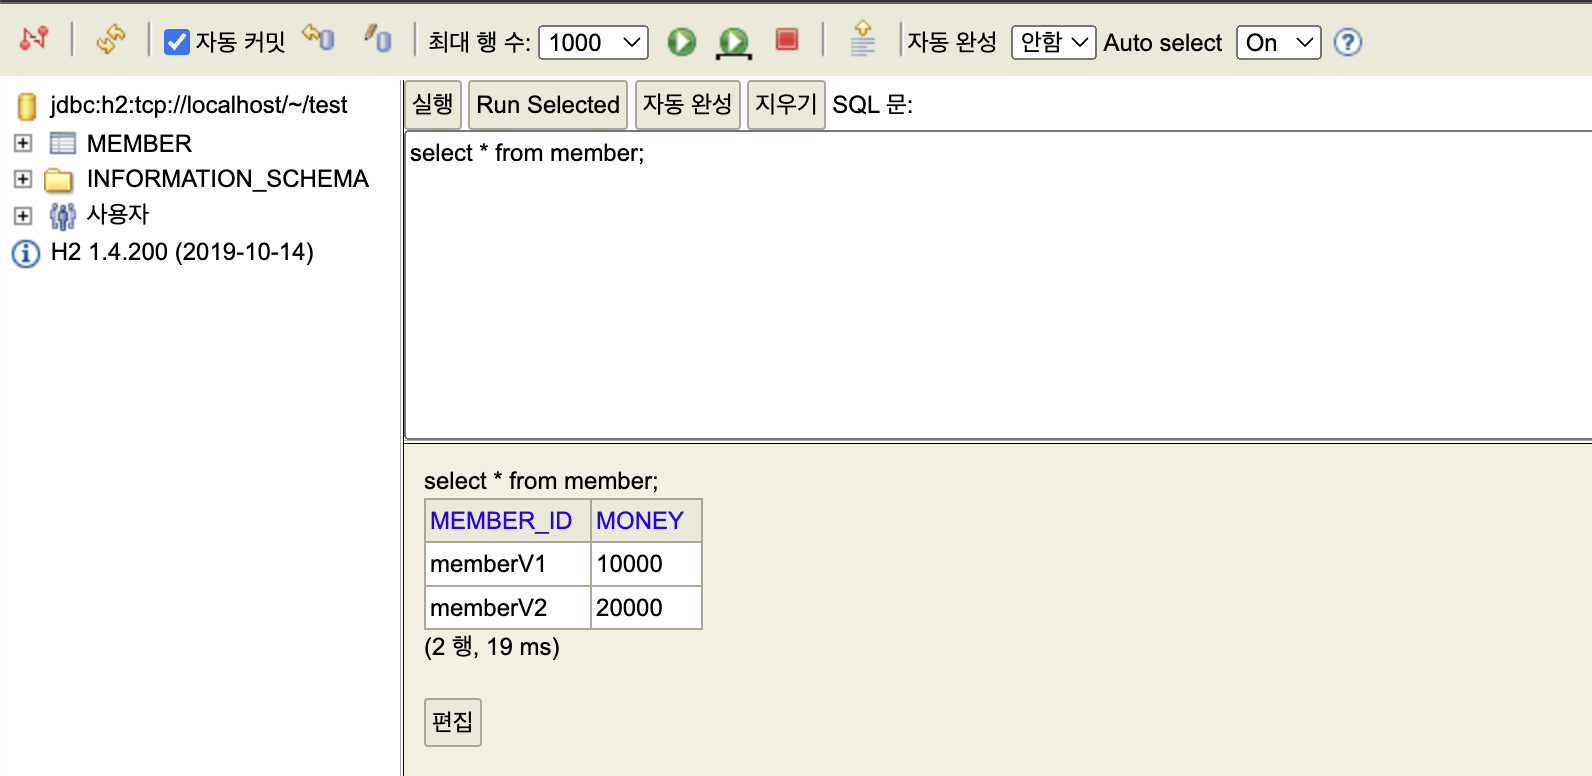 자동 커밋 최대 행 수: 1000 자동 완성 안함 Auto select On ?
jdbc:h2:tcp://localhost/~/test
MEMBER
INFORMATION_SCHEMA
사용자
H2 1.4.200 (2019-10-14)
실행 Run Selected 자동 완성 지우기 SQL 문:
select * from member;
select * from member;
MEMBER_ID MONEY
memberV1 10000
memberV2 20000
(2 행, 19 ms)
편집